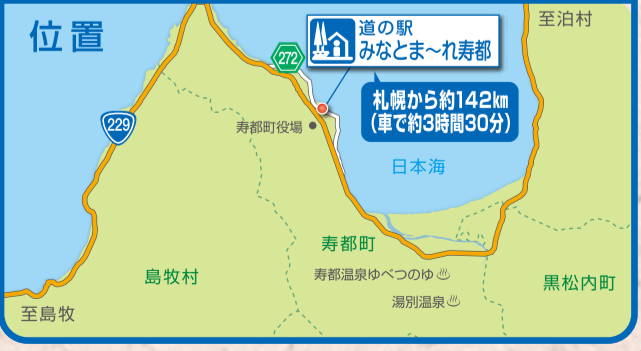 位置
至泊村
道の駅
みなとま～れ寿都
272
札幌から約142km
(車で約3時間30分)
229
寿都町役場
日本海
寿都町
島牧村
寿都温泉ゆべつのゆ♨
黒松内町
湯別温泉♨
至島牧